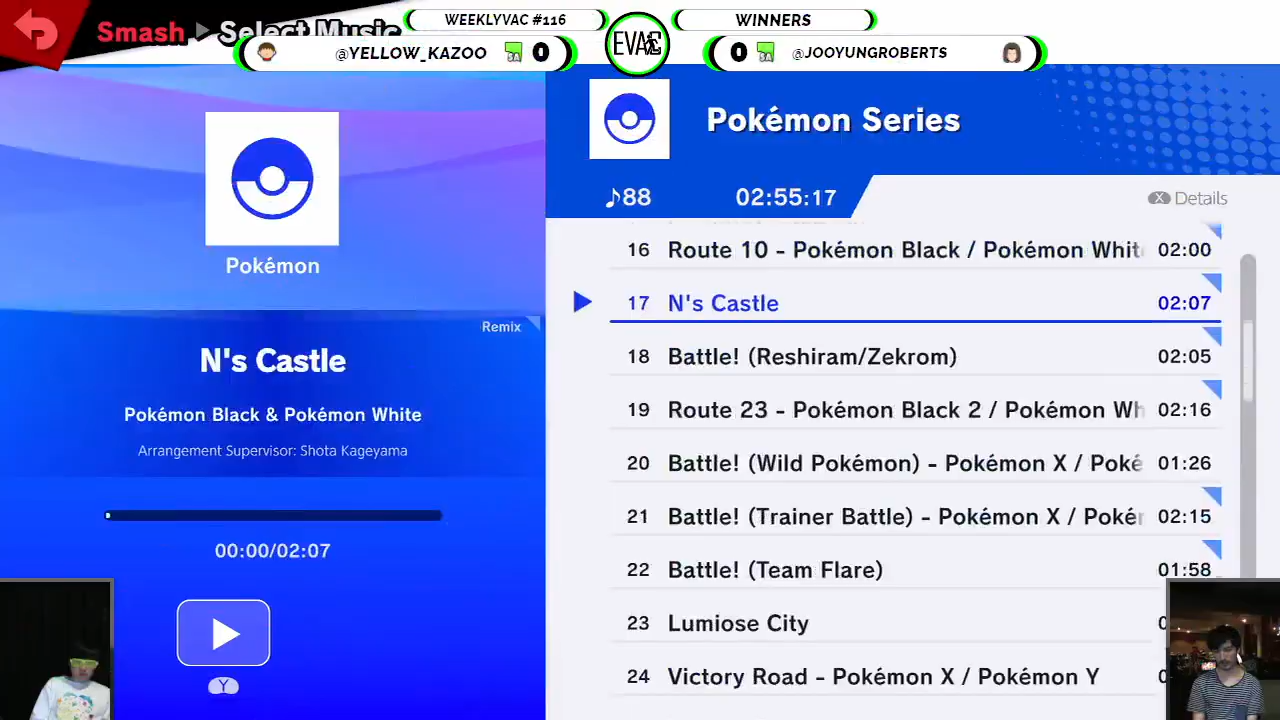 WEEKLYVAC #116
WINNERS
Smash ▶ Select Music
@YELLOW_KAZOO 0
EVAC
0 @JOOYUNGROBERTS
Pokémon
Pokémon Series
♪88 02:55:17
X Details
Remix
N's Castle
Pokémon Black & Pokémon White
Arrangement Supervisor: Shota Kageyama
00:00/02:07
Y
16 Route 10 - Pokémon Black / Pokémon White 02:00
17 N's Castle 02:07
18 Battle! (Reshiram/Zekrom) 02:05
19 Route 23 - Pokémon Black 2 / Pokémon Wh 02:16
20 Battle! (Wild Pokémon) - Pokémon X / Poké 01:26
21 Battle! (Trainer Battle) - Pokémon X / Pokém 02:15
22 Battle! (Team Flare) 01:58
23 Lumiose City
24 Victory Road - Pokémon X / Pokémon Y